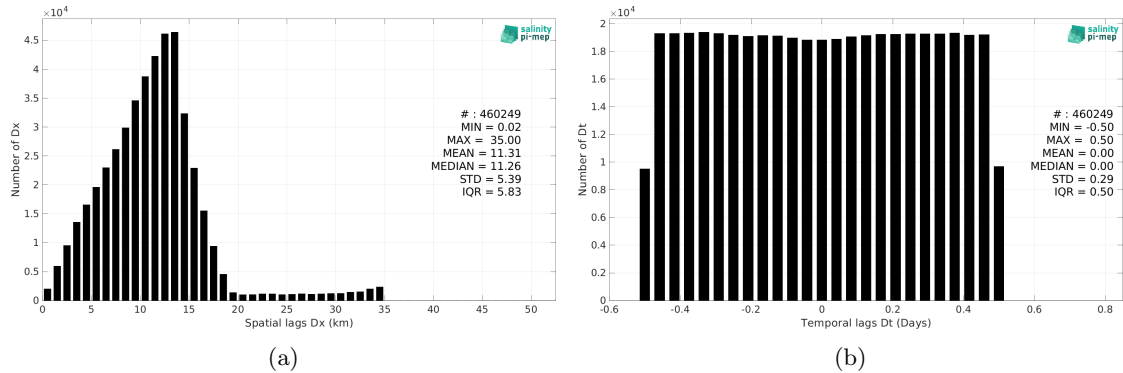 ×10⁴
4.5
4
3.5
3
2.5
2
1.5
1
0.5
0
Number of Dx
salinity
pi-mep
# : 460249
MIN = 0.02
MAX = 35.00
MEAN = 11.31
MEDIAN = 11.26
STD = 5.39
IQR = 5.83
0 5 10 15 20 25 30 35 40 45 50
Spatial lags Dx (km)
(a)
×10⁴
2
1.8
1.6
1.4
1.2
1
0.8
0.6
0.4
0.2
0
Number of Dt
salinity
pi-mep
# : 460249
MIN = -0.50
MAX = 0.50
MEAN = 0.00
MEDIAN = 0.00
STD = 0.29
IQR = 0.50
-0.6 -0.4 -0.2 0 0.2 0.4 0.6 0.8
Temporal lags Dt (Days)
(b)